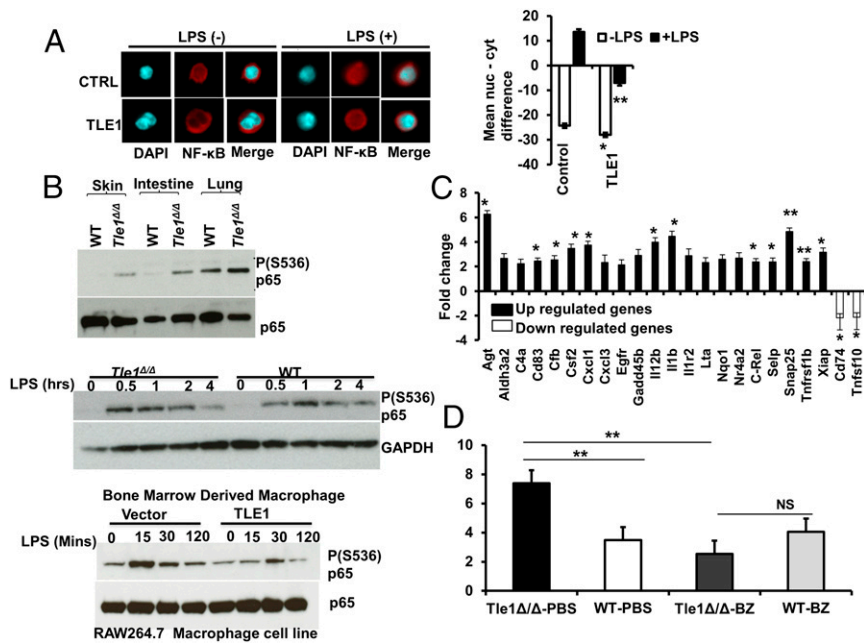 A
LPS (-)
LPS (+)
CTRL
TLE1
DAPI NF-κB Merge DAPI NF-κB Merge
Mean nuc - cyt difference
20
10
0
-10
-20
-30
-40
-LPS +LPS
*
**
Control
TLE1
B
Skin Intestine Lung
WT Tle1Δ/Δ WT Tle1Δ/Δ WT Tle1Δ/Δ
P(S536)
p65
p65
Tle1Δ/Δ WT
LPS (hrs) 0 0.5 1 2 4 0 0.5 1 2 4
P(S536)
p65
GAPDH
Bone Marrow Derived Macrophage
Vector TLE1
LPS (Mins) 0 15 30 120 0 15 30 120
P(S536)
p65
p65
RAW264.7 Macrophage cell line
C
Fold change
8
6
4
2
0
-2
-4
* * * * * * * * * ** ** *
* *
Up regulated genes
Down regulated genes
Agt
Aldh3a2
C4a
Cd83
Cfb
Csf2
Cxcl1
Cxcl3
Egfr
Gadd45b
Il12b
Il1b
Il1r2
Lta
Nqo1
Nr4a2
C-Rel
Selp
Snap25
Tnfrsf1b
Xiap
Cd74
Tnfsf10
D
10
8
6
4
2
0
**
**
NS
Tle1Δ/Δ-PBS WT-PBS Tle1Δ/Δ-BZ WT-BZ